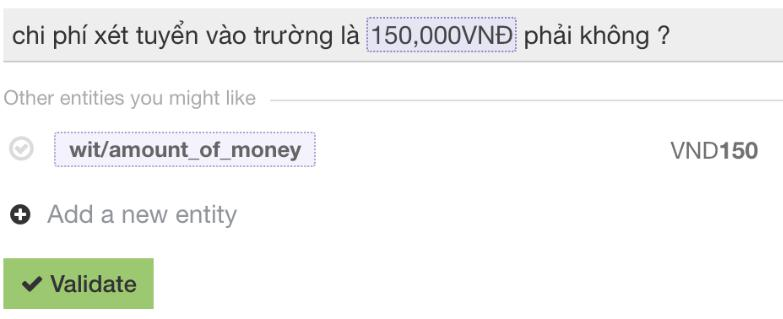 chi phí xét tuyển vào trường là 150,000VNĐ phải không ?
Other entities you might like
wit/amount_of_money VND150
Add a new entity
Validate